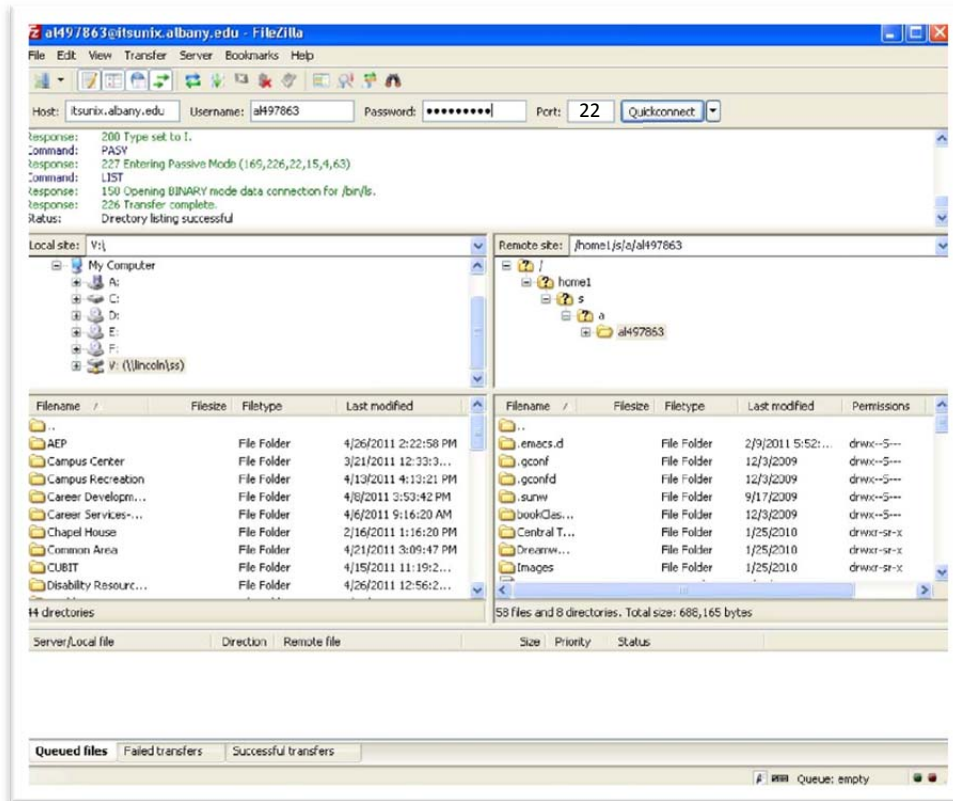 al497863@itsunix.albany.edu - FileZilla
File Edit View Transfer Server Bookmarks Help
Host: itsunix.albany.edu Username: al497863 Password: ●●●●●●●●● Port: 22 Quickconnect
Response: 200 Type set to I.
Command: PASV
Response: 227 Entering Passive Mode (169,226,22,15,4,63)
Command: LIST
Response: 150 Opening BINARY mode data connection for /bin/ls.
Response: 226 Transfer complete.
Status: Directory listing successful
Local site: V:\
My Computer
A:
C:
D:
E:
F:
V: (\\lincoln\ss)
Remote site: /home1/s/a/al497863
/
home1
s
a
al497863
Filename / Filesize Filetype Last modified
..
AEP File Folder 4/26/2011 2:22:58 PM
Campus Center File Folder 3/21/2011 12:33:3...
Campus Recreation File Folder 4/13/2011 4:13:21 PM
Career Developm... File Folder 4/8/2011 3:53:42 PM
Career Services-... File Folder 4/6/2011 9:16:20 AM
Chapel House File Folder 2/16/2011 1:16:20 PM
Common Area File Folder 4/21/2011 3:09:47 PM
CUBIT File Folder 4/15/2011 11:19:2...
Disability Resourc... File Folder 4/26/2011 12:56:2...
44 directories
Filename / Filesize Filetype Last modified Permissions
..
.emacs.d File Folder 2/9/2011 5:52:... drwx--S---
.gconf File Folder 12/3/2009 drwx--S---
.gconfd File Folder 12/3/2009 drwx--S---
.sunw File Folder 9/17/2009 drwx--S---
bookClas... File Folder 12/3/2009 drwx--S---
Central T... File Folder 1/25/2010 drwxr-sr-x
Dreamw... File Folder 1/25/2010 drwxr-sr-x
Images File Folder 1/25/2010 drwxr-sr-x
58 files and 8 directories. Total size: 688,165 bytes
Server/Local file Direction Remote file Size Priority Status
Queued files Failed transfers Successful transfers
Queue: empty